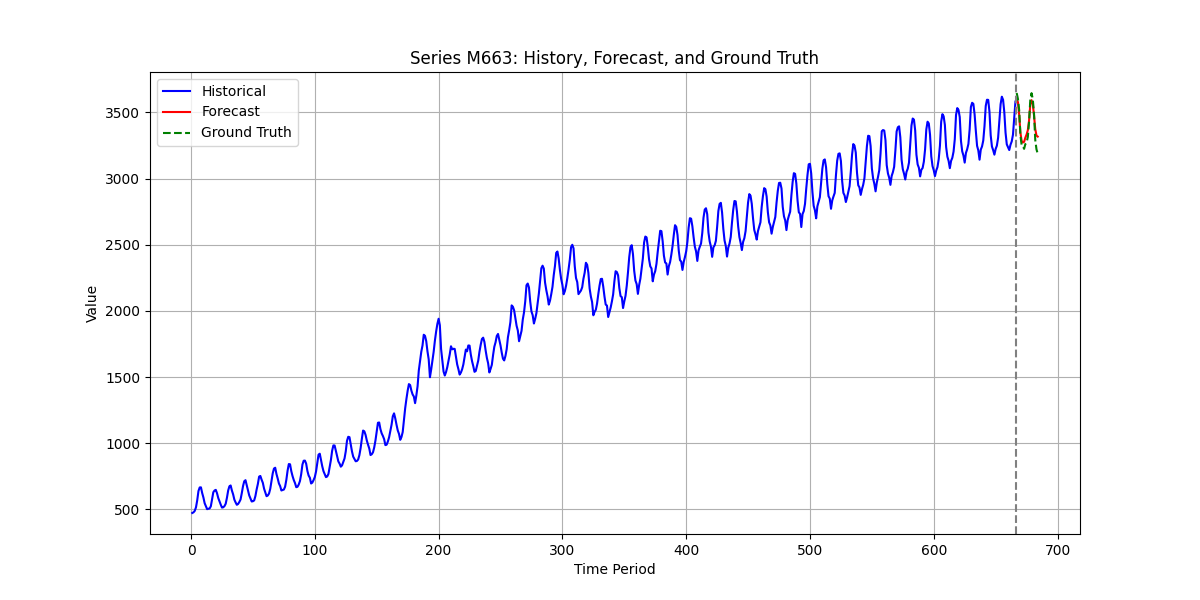 Series M663: History, Forecast, and Ground Truth
Historical
Forecast
Ground Truth
3500
3000
2500
2000
1500
1000
500
Value
0 100 200 300 400 500 600 700
Time Period